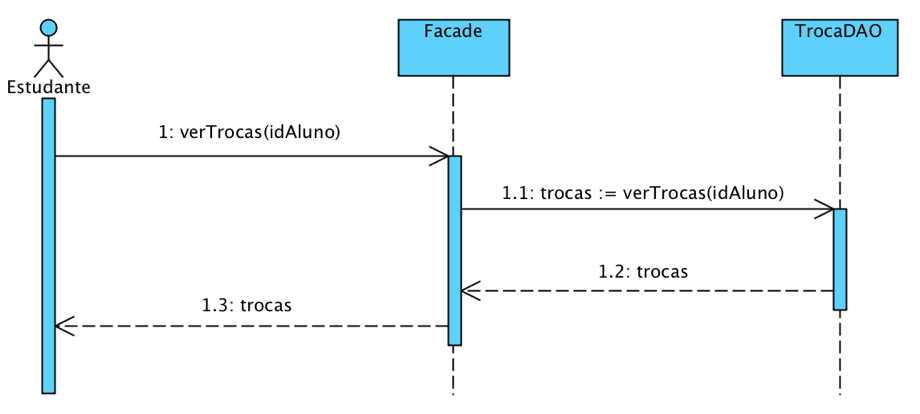 Facade
TrocaDAO
Estudante
1: verTrocas(idAluno)
1.1: trocas := verTrocas(idAluno)
1.2: trocas
1.3: trocas